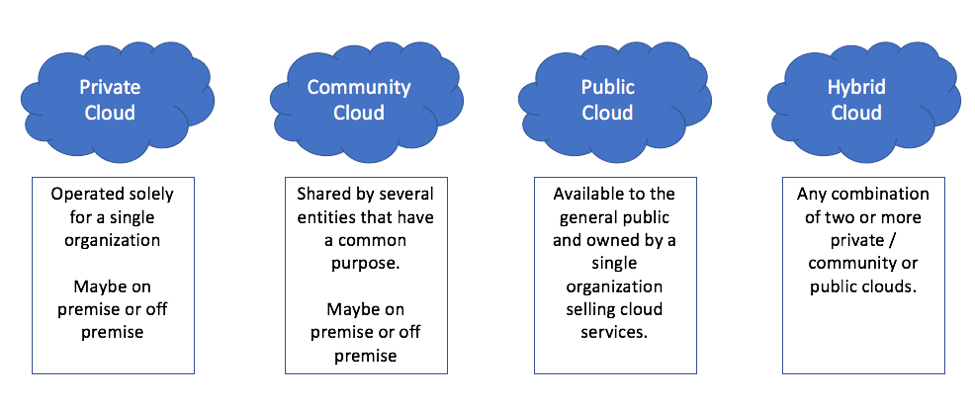 Private
Cloud
Community
Cloud
Public
Cloud
Hybrid
Cloud
Operated solely
for a single
organization
Maybe on
premise or off
premise
Shared by several
entities that have
a common
purpose.
Maybe on
premise or off
premise
Available to the
general public
and owned by a
single
organization
selling cloud
services.
Any combination
of two or more
private /
community or
public clouds.